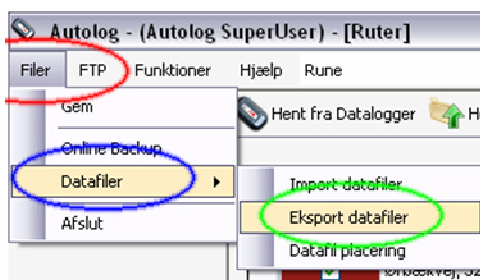 Autolog - (Autolog SuperUser) - [Ruter]
Filer FTP Funktioner Hjælp Rune
Gem
Hent fra Datalogger
Online Backup
Datafiler
Import datafiler
Eksport datafiler
Afslut
Datafil placering